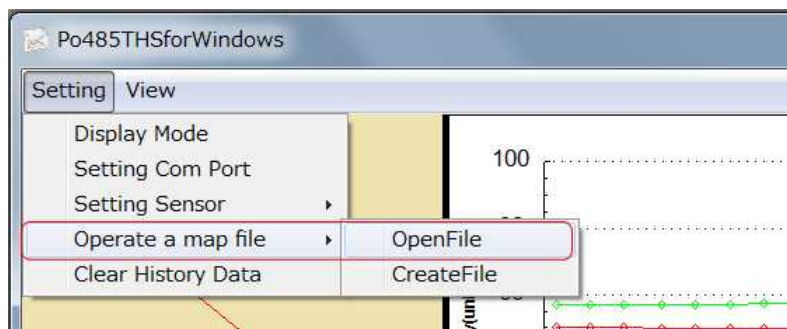 Po485THSforWindows
Setting View
Display Mode
Setting Com Port
Setting Sensor
Operate a map file
OpenFile
Clear History Data
CreateFile
100